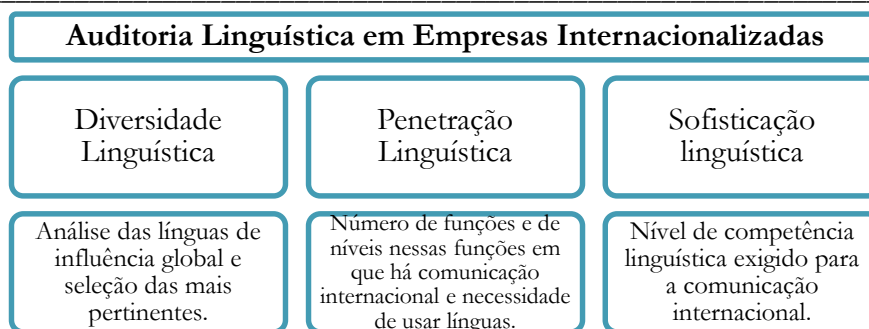 Auditoria Linguística em Empresas Internacionalizadas
Diversidade
Linguística
Penetração
Linguística
Sofisticação
linguística
Análise das línguas de
influência global e
seleção das mais
pertinentes.
Número de funções e de
níveis nessas funções em
que há comunicação
internacional e necessidade
de usar línguas.
Nível de competência
linguística exigido para
a comunicação
internacional.